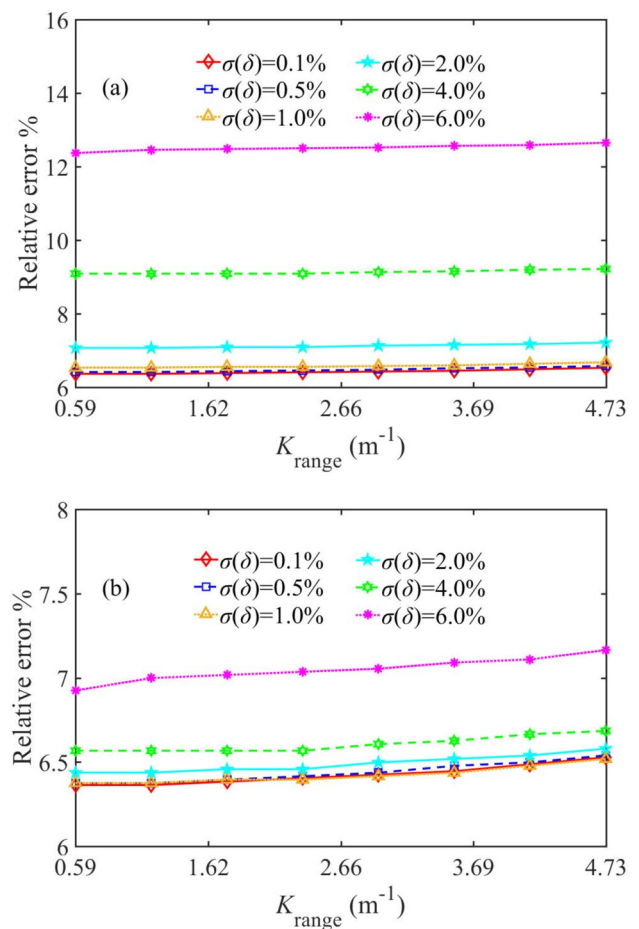 16
14
12
10
8
6
Relative error %
(a)
σ(δ)=0.1%
σ(δ)=0.5%
σ(δ)=1.0%
σ(δ)=2.0%
σ(δ)=4.0%
σ(δ)=6.0%
0.59 1.62 2.66 3.69 4.73
K_range (m⁻¹)
8
7.5
7
6.5
6
Relative error %
(b)
σ(δ)=0.1%
σ(δ)=0.5%
σ(δ)=1.0%
σ(δ)=2.0%
σ(δ)=4.0%
σ(δ)=6.0%
0.59 1.62 2.66 3.69 4.73
K_range (m⁻¹)